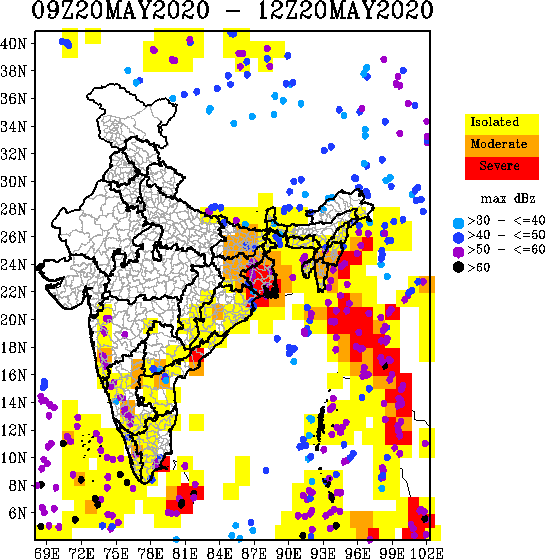 09Z20MAY2020 - 12Z20MAY2020
40N
38N
36N
34N
32N
30N
28N
26N
24N
22N
20N
18N
16N
14N
12N
10N
8N
6N
69E 72E 75E 78E 81E 84E 87E 90E 93E 96E 99E 102E
Isolated
Moderate
Severe
max dBz
>30 - <=40
>40 - <=50
>50 - <=60
>60